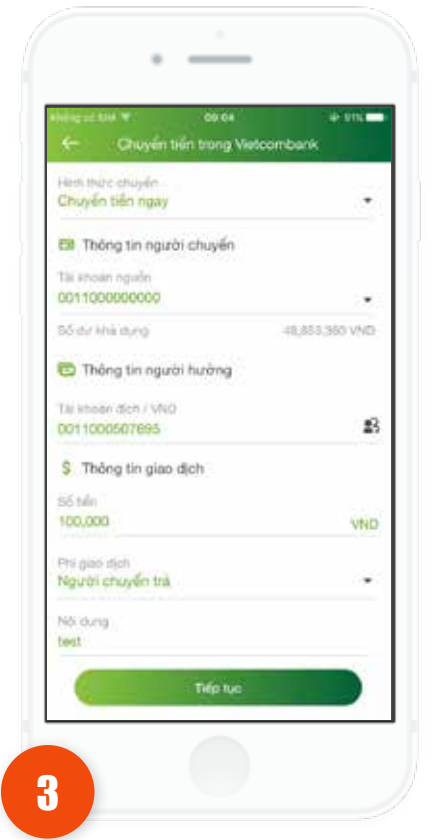 Không có SIM 09:04 91%
Chuyển tiền trong Vietcombank
Hình thức chuyển
Chuyển tiền ngay
Thông tin người chuyển
Tài khoản nguồn
0011000000000
Số dư khả dụng 48,853,360 VND
Thông tin người hưởng
Tài khoản đích / VND
0011000507695
$ Thông tin giao dịch
Số tiền
100,000 VND
Phí giao dịch
Người chuyển trả
Nội dung
test
Tiếp tục
3